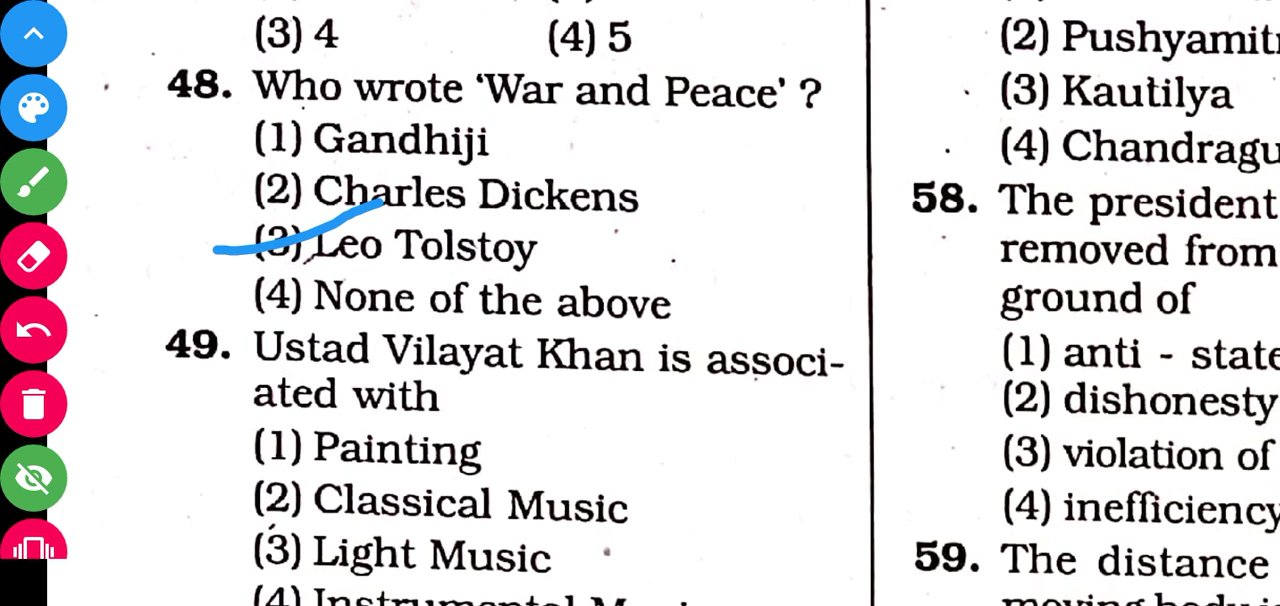 (3) 4 (4) 5
48. Who wrote ‘War and Peace’ ?
(1) Gandhiji
(2) Charles Dickens
(3) Leo Tolstoy
(4) None of the above
49. Ustad Vilayat Khan is associ-
ated with
(1) Painting
(2) Classical Music
(3) Light Music
(2)
(3) Kautilya
(4)
58. The president
removed from
ground of
(1) anti - state
(2) dishonesty
(3) violation of
(4) inefficiency
59. The distance